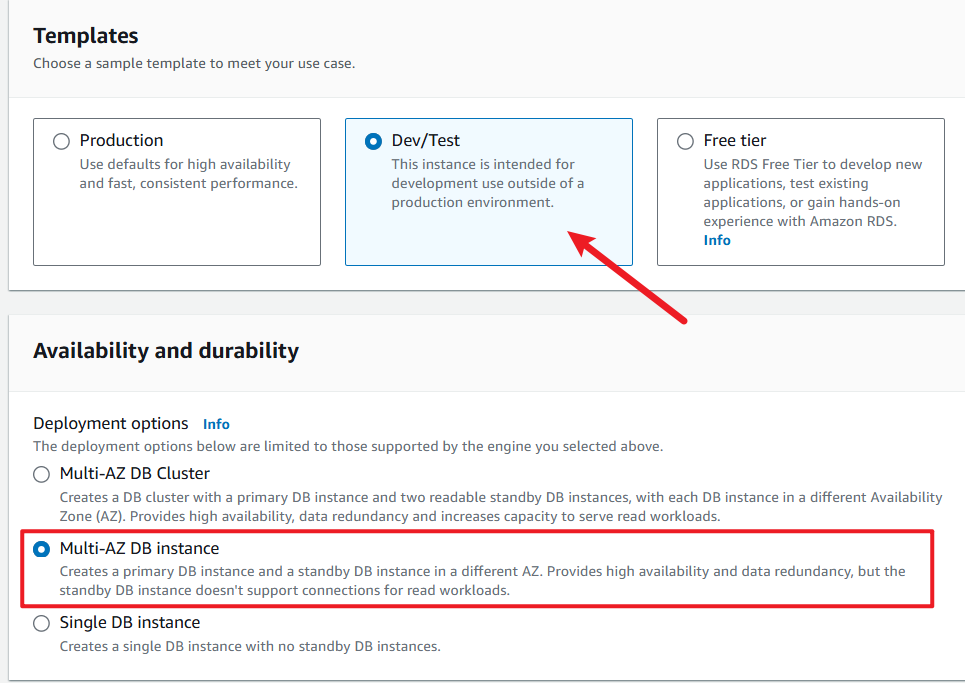 Templates
Choose a sample template to meet your use case.
Production
Use defaults for high availability
and fast, consistent performance.
Dev/Test
This instance is intended for
development use outside of a
production environment.
Free tier
Use RDS Free Tier to develop new
applications, test existing
applications, or gain hands-on
experience with Amazon RDS.
Info
Availability and durability
Deployment options Info
The deployment options below are limited to those supported by the engine you selected above.
Multi-AZ DB Cluster
Creates a DB cluster with a primary DB instance and two readable standby DB instances, with each DB instance in a different Availability
Zone (AZ). Provides high availability, data redundancy and increases capacity to serve read workloads.
Multi-AZ DB instance
Creates a primary DB instance and a standby DB instance in a different AZ. Provides high availability and data redundancy, but the
standby DB instance doesn't support connections for read workloads.
Single DB instance
Creates a single DB instance with no standby DB instances.